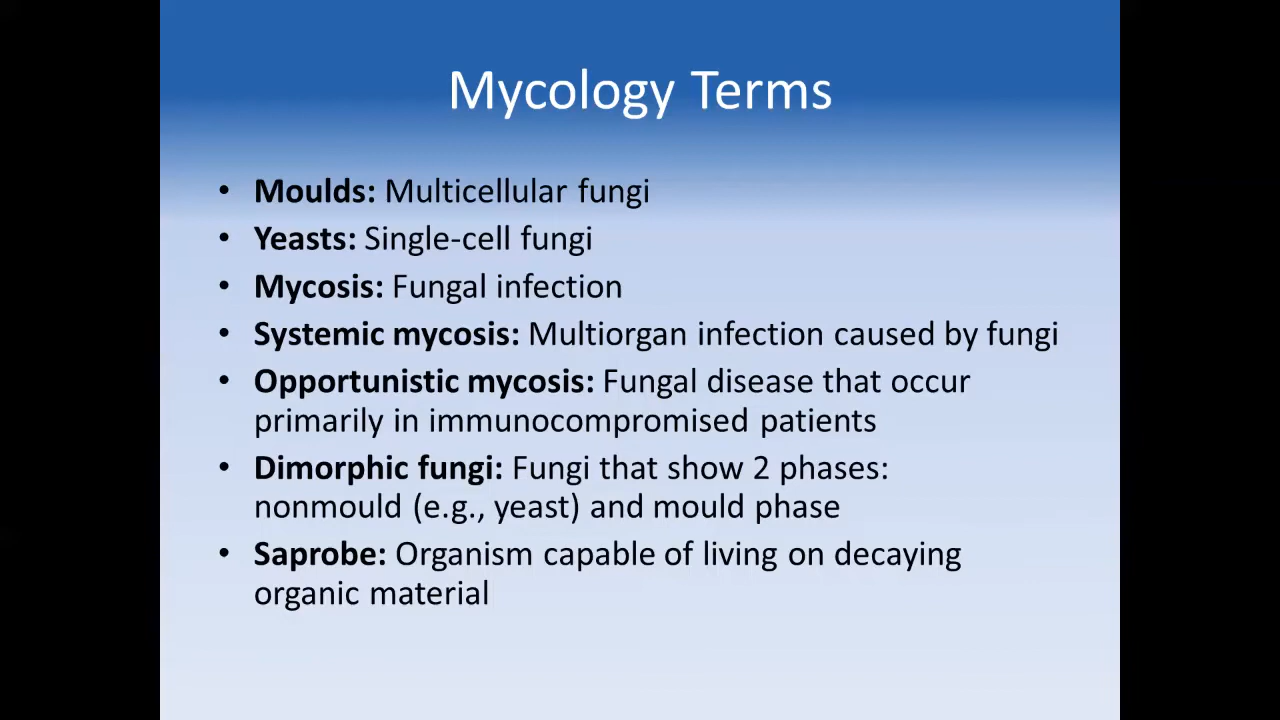 Mycology Terms
• Moulds: Multicellular fungi
• Yeasts: Single-cell fungi
• Mycosis: Fungal infection
• Systemic mycosis: Multiorgan infection caused by fungi
• Opportunistic mycosis: Fungal disease that occur
primarily in immunocompromised patients
• Dimorphic fungi: Fungi that show 2 phases:
nonmould (e.g., yeast) and mould phase
• Saprobe: Organism capable of living on decaying
organic material